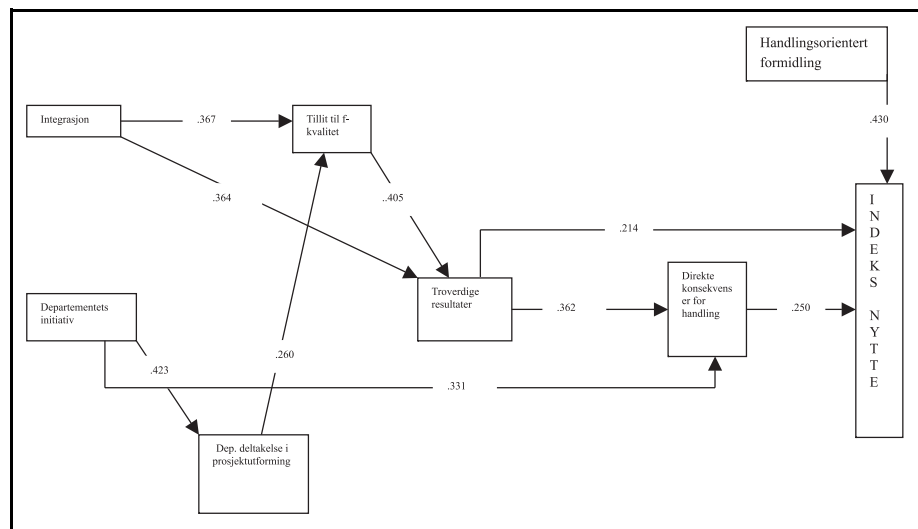 Handlingsorientert
formidling
Integrasjon
.367
Tillit til f-
kvalitet
.430
.364
..405
I
N
D
E
K
S
N
Y
T
T
E
.214
Departementets
initiativ
Troverdige
resultater
.362
Direkte
konsekvens
er for
handling
.250
.423
.260
.331
Dep. deltakelse i
prosjektutforming